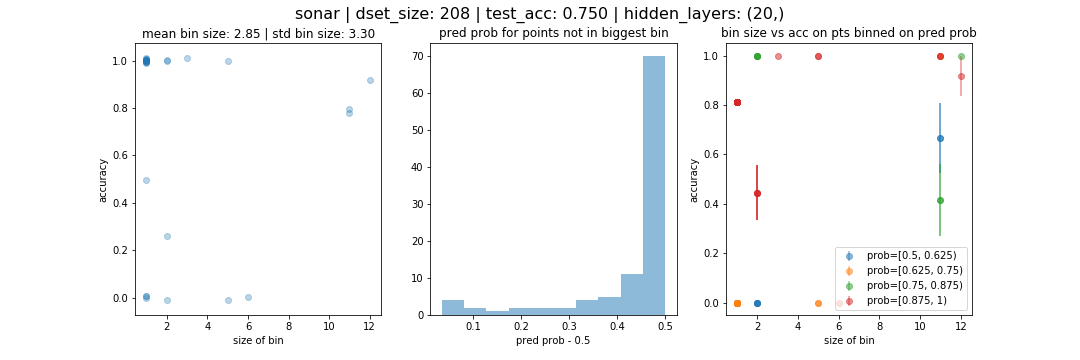 sonar | dset_size: 208 | test_acc: 0.750 | hidden_layers: (20,)
mean bin size: 2.85 | std bin size: 3.30
accuracy
1.0
0.8
0.6
0.4
0.2
0.0
2
4
6
8
10
12
size of bin
pred prob for points not in biggest bin
70
60
50
40
30
20
10
0
0.1
0.2
0.3
0.4
0.5
pred prob - 0.5
bin size vs acc on pts binned on pred prob
accuracy
1.0
0.8
0.6
0.4
0.2
0.0
prob=[0.5, 0.625)
prob=[0.625, 0.75)
prob=[0.75, 0.875)
prob=[0.875, 1)
2
4
6
8
10
12
size of bin